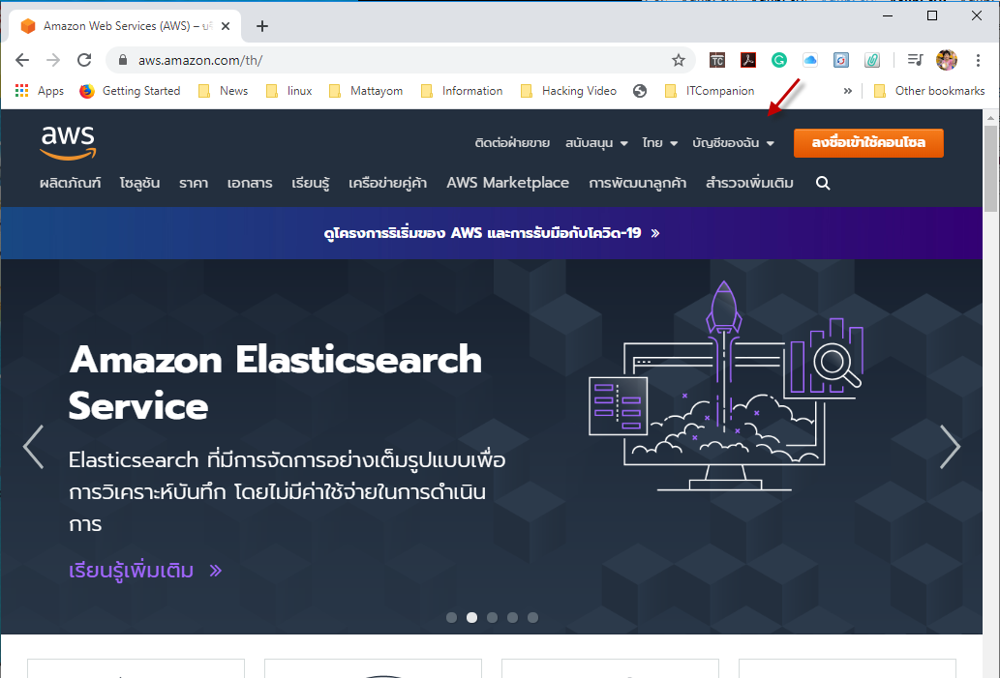 Amazon Web Services (AWS) – บริ
aws.amazon.com/th/
TC
Apps Getting Started News linux Mattayom Information Hacking Video ITCompanion » Other bookmarks
aws
ติดต่อฝ่ายขาย สนับสนุน ไทย บัญชีของฉัน ลงชื่อเข้าใช้คอนโซล
ผลิตภัณฑ์ โซลูชัน ราคา เอกสาร เรียนรู้ เครือข่ายคู่ค้า AWS Marketplace การพัฒนาลูกค้า สำรวจเพิ่มเติม
ดูโครงการริเริ่มของ AWS และการรับมือกับโควิด-19 »
Amazon Elasticsearch
Service
Elasticsearch ที่มีการจัดการอย่างเต็มรูปแบบเพื่อ
การวิเคราะห์บันทึก โดยไม่มีค่าใช้จ่ายในการดำเนิน
การ
เรียนรู้เพิ่มเติม »